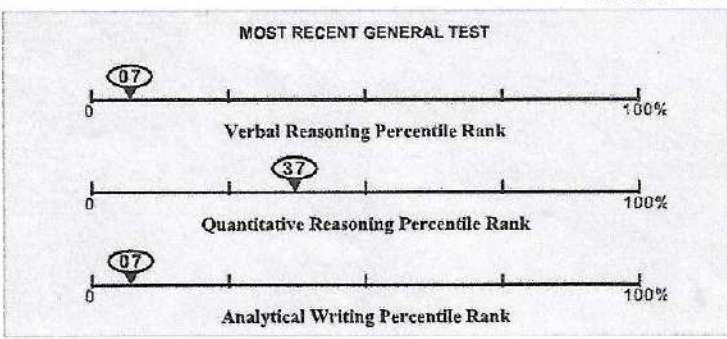 MOST RECENT GENERAL TEST
07
0 100%
Verbal Reasoning Percentile Rank
37
0 100%
Quantitative Reasoning Percentile Rank
07
0 100%
Analytical Writing Percentile Rank